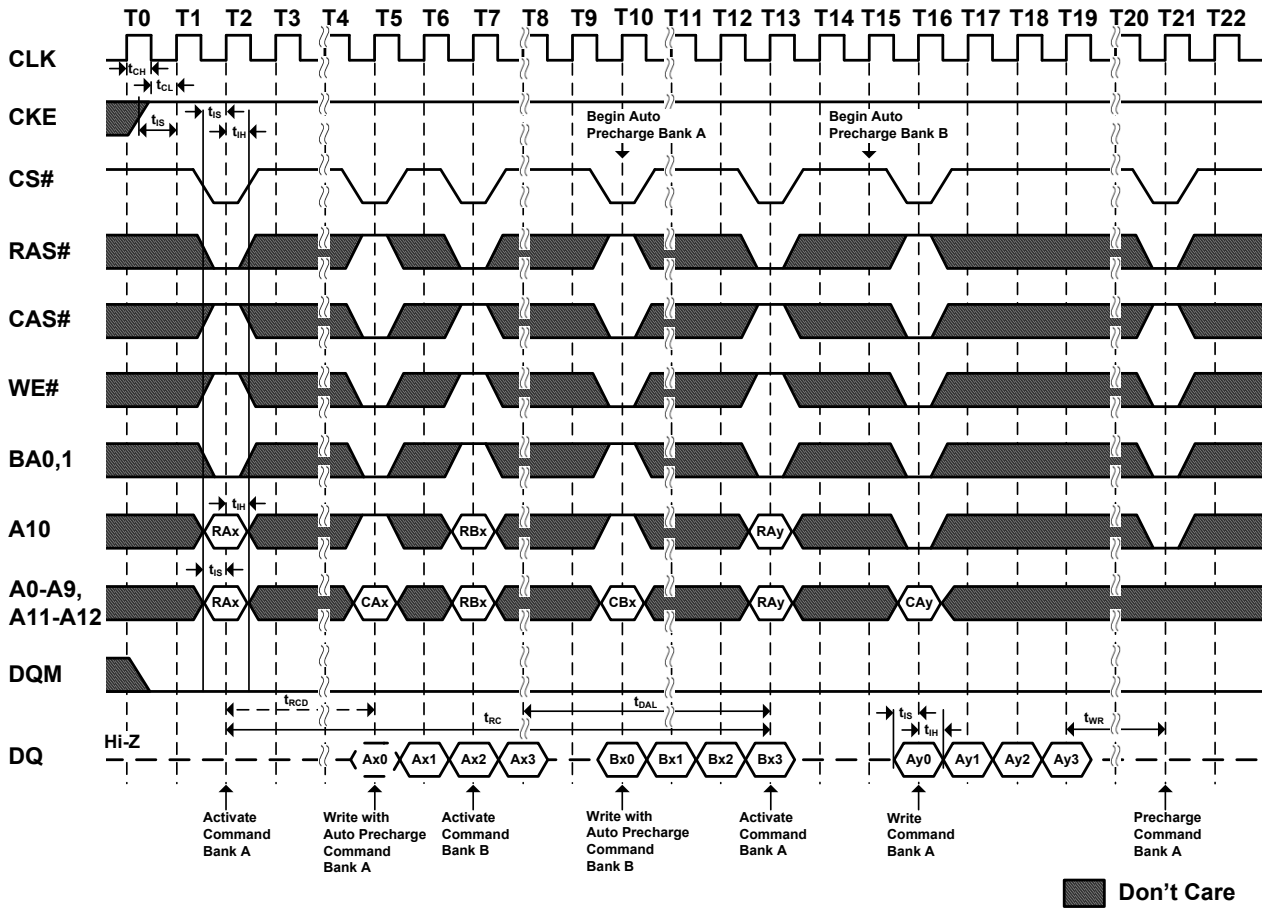 T0 T1 T2 T3 T4 T5 T6 T7 T8 T9 T10 T11 T12 T13 T14 T15 T16 T17 T18 T19 T20 T21 T22
CLK
tCH
tCL
CKE
tIS
tIS
tIH
Begin Auto
Precharge Bank A
Begin Auto
Precharge Bank B
CS#
RAS#
CAS#
WE#
BA0,1
tIH
A10
RAx
RBx
RAy
tIS
A0-A9,
A11-A12
RAx
CAx
RBx
CBx
RAy
CAy
DQM
tRCD
tRC
tDAL
tIS
tIH
tWR
Hi-Z
DQ
Ax0 Ax1 Ax2 Ax3 Bx0 Bx1 Bx2 Bx3 Ay0 Ay1 Ay2 Ay3
Activate
Command
Bank A
Write with
Auto Precharge
Command
Bank A
Activate
Command
Bank B
Write with
Auto Precharge
Command
Bank B
Activate
Command
Bank A
Write
Command
Bank A
Precharge
Command
Bank A
Don't Care